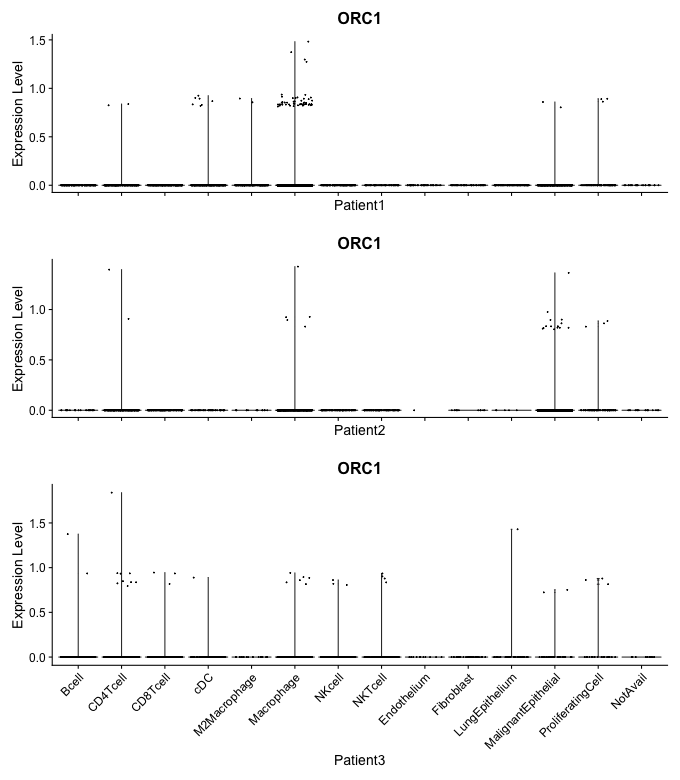 ORC1
Expression Level
1.5
1.0
0.5
0.0
Patient1
ORC1
Expression Level
1.0
0.5
0.0
Patient2
ORC1
Expression Level
1.5
1.0
0.5
0.0
Bcell
CD4Tcell
CD8Tcell
cDC
M2Macrophage
Macrophage
NKcell
NKTcell
Endothelium
Fibroblast
LungEpithelium
MalignantEpithelial
ProliferatingCell
NotAvail
Patient3